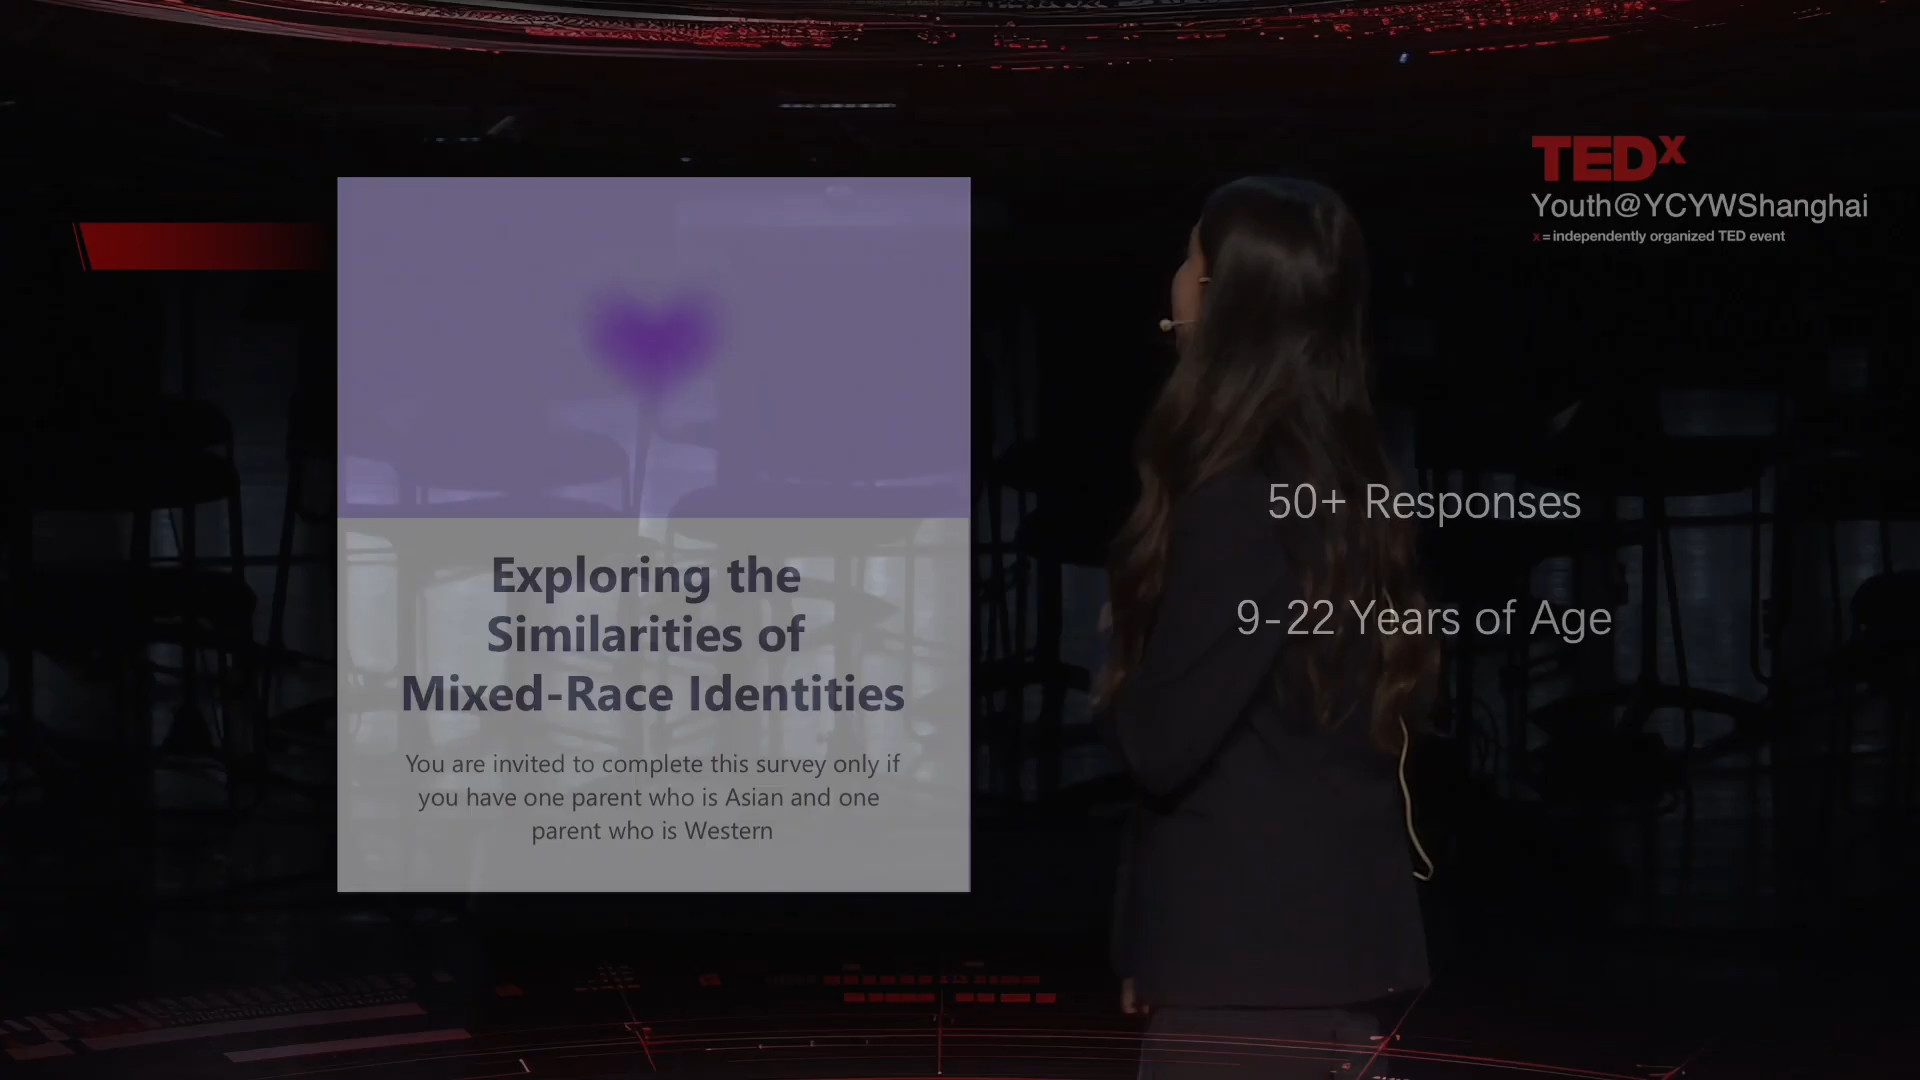 TEDx
Youth@YCYWShanghai
x=independently organized TED event
Exploring the
Similarities of
Mixed-Race Identities
You are invited to complete this survey only if
you have one parent who is Asian and one
parent who is Western
50+ Responses
9-22 Years of Age